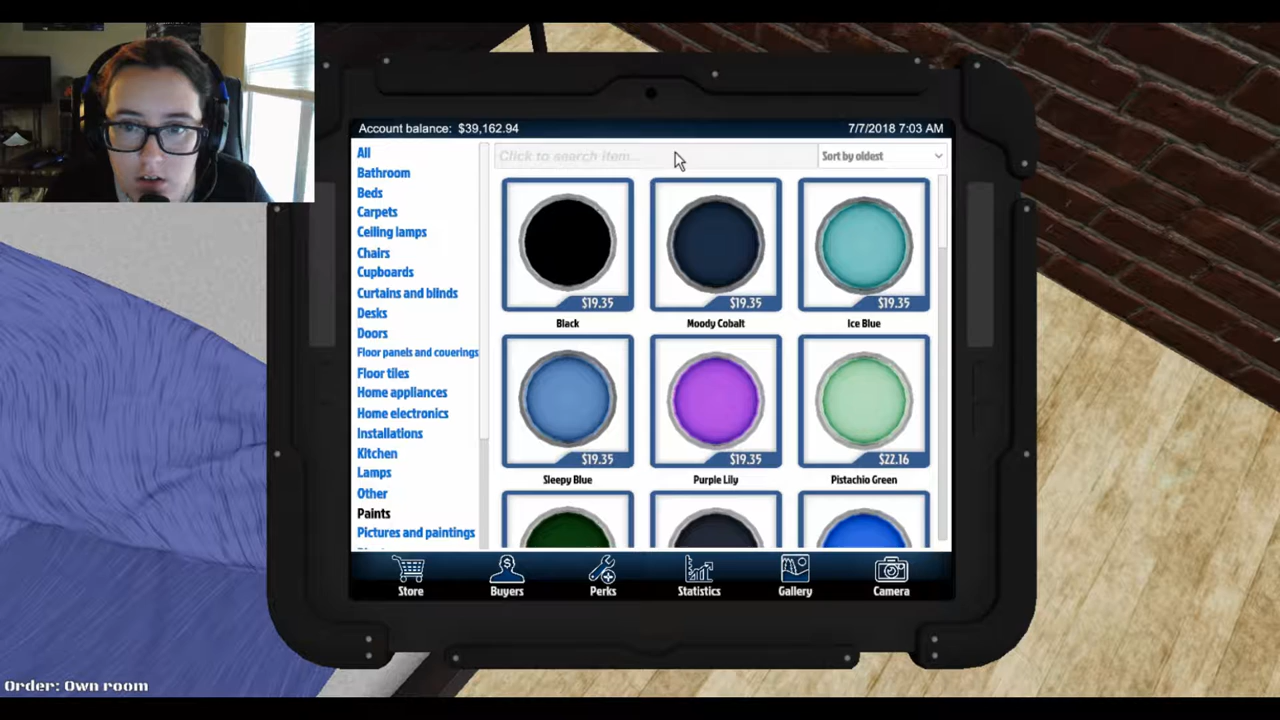 Account balance: $39,162.94
7/7/2018 7:03 AM
All
Bathroom
Beds
Carpets
Ceiling lamps
Chairs
Cupboards
Curtains and blinds
Desks
Doors
Floor panels and coverings
Floor tiles
Home appliances
Home electronics
Installations
Kitchen
Lamps
Other
Paints
Pictures and paintings
Click to search item...
Sort by oldest
$19.35 $19.35 $19.35
Black Moody Cobalt Ice Blue
$19.35 $19.35 $22.16
Sleepy Blue Purple Lily Pistachio Green
Store Buyers Perks Statistics Gallery Camera
Order: Own room